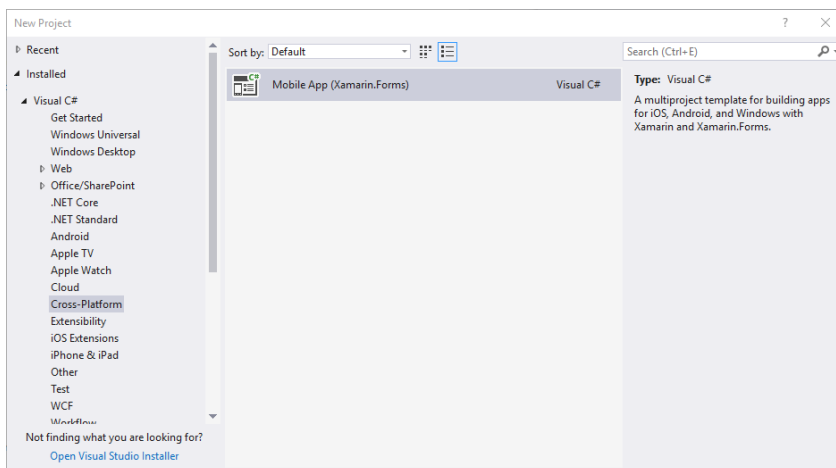 New Project
Recent
Installed
Visual C#
Get Started
Windows Universal
Windows Desktop
Web
Office/SharePoint
.NET Core
.NET Standard
Android
Apple TV
Apple Watch
Cloud
Cross-Platform
Extensibility
iOS Extensions
iPhone & iPad
Other
Test
WCF
Workflow
Not finding what you are looking for?
Open Visual Studio Installer
Sort by: Default
C#
Mobile App (Xamarin.Forms) Visual C#
Search (Ctrl+E)
Type: Visual C#
A multiproject template for building apps
for iOS, Android, and Windows with
Xamarin and Xamarin.Forms.